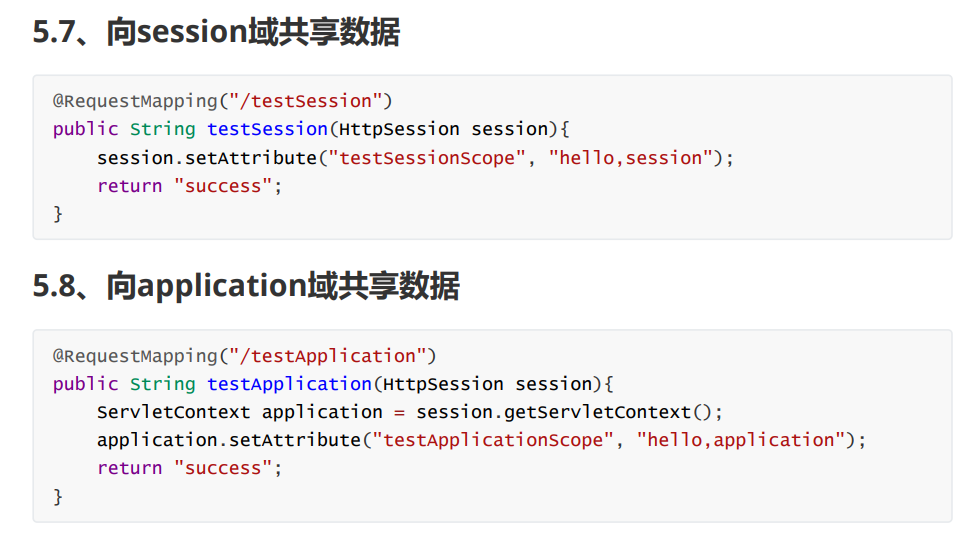 5.7、向session域共享数据
@RequestMapping("/testSession")
public String testSession(HttpSession session){
    session.setAttribute("testSessionScope", "hello,session");
    return "success";
}
5.8、向application域共享数据
@RequestMapping("/testApplication")
public String testApplication(HttpSession session){
    ServletContext application = session.getServletContext();
    application.setAttribute("testApplicationScope", "hello,application");
    return "success";
}